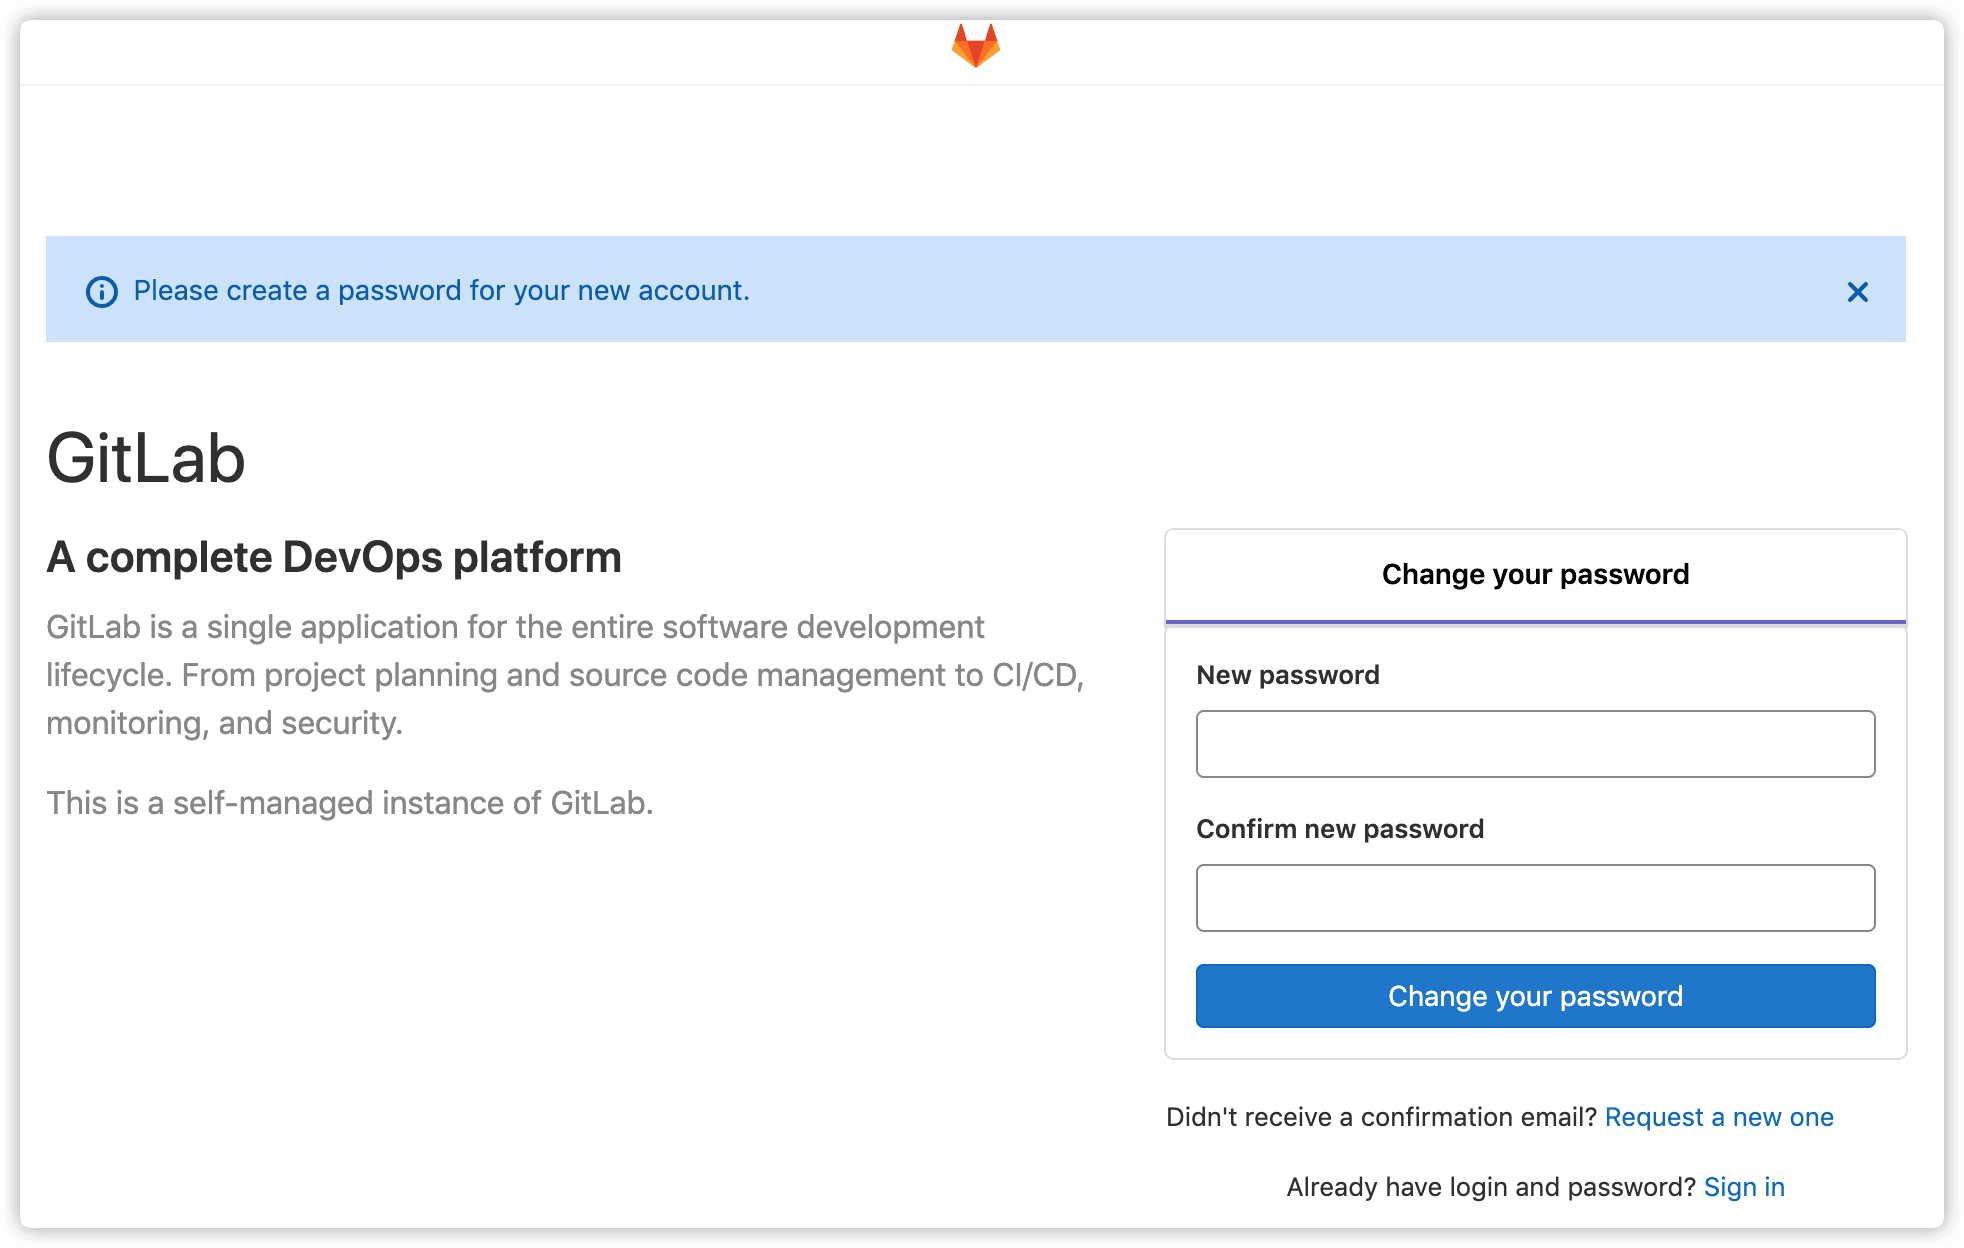 Please create a password for your new account.
GitLab
A complete DevOps platform
GitLab is a single application for the entire software development
lifecycle. From project planning and source code management to CI/CD,
monitoring, and security.
This is a self-managed instance of GitLab.
Change your password
New password
Confirm new password
Change your password
Didn't receive a confirmation email? Request a new one
Already have login and password? Sign in